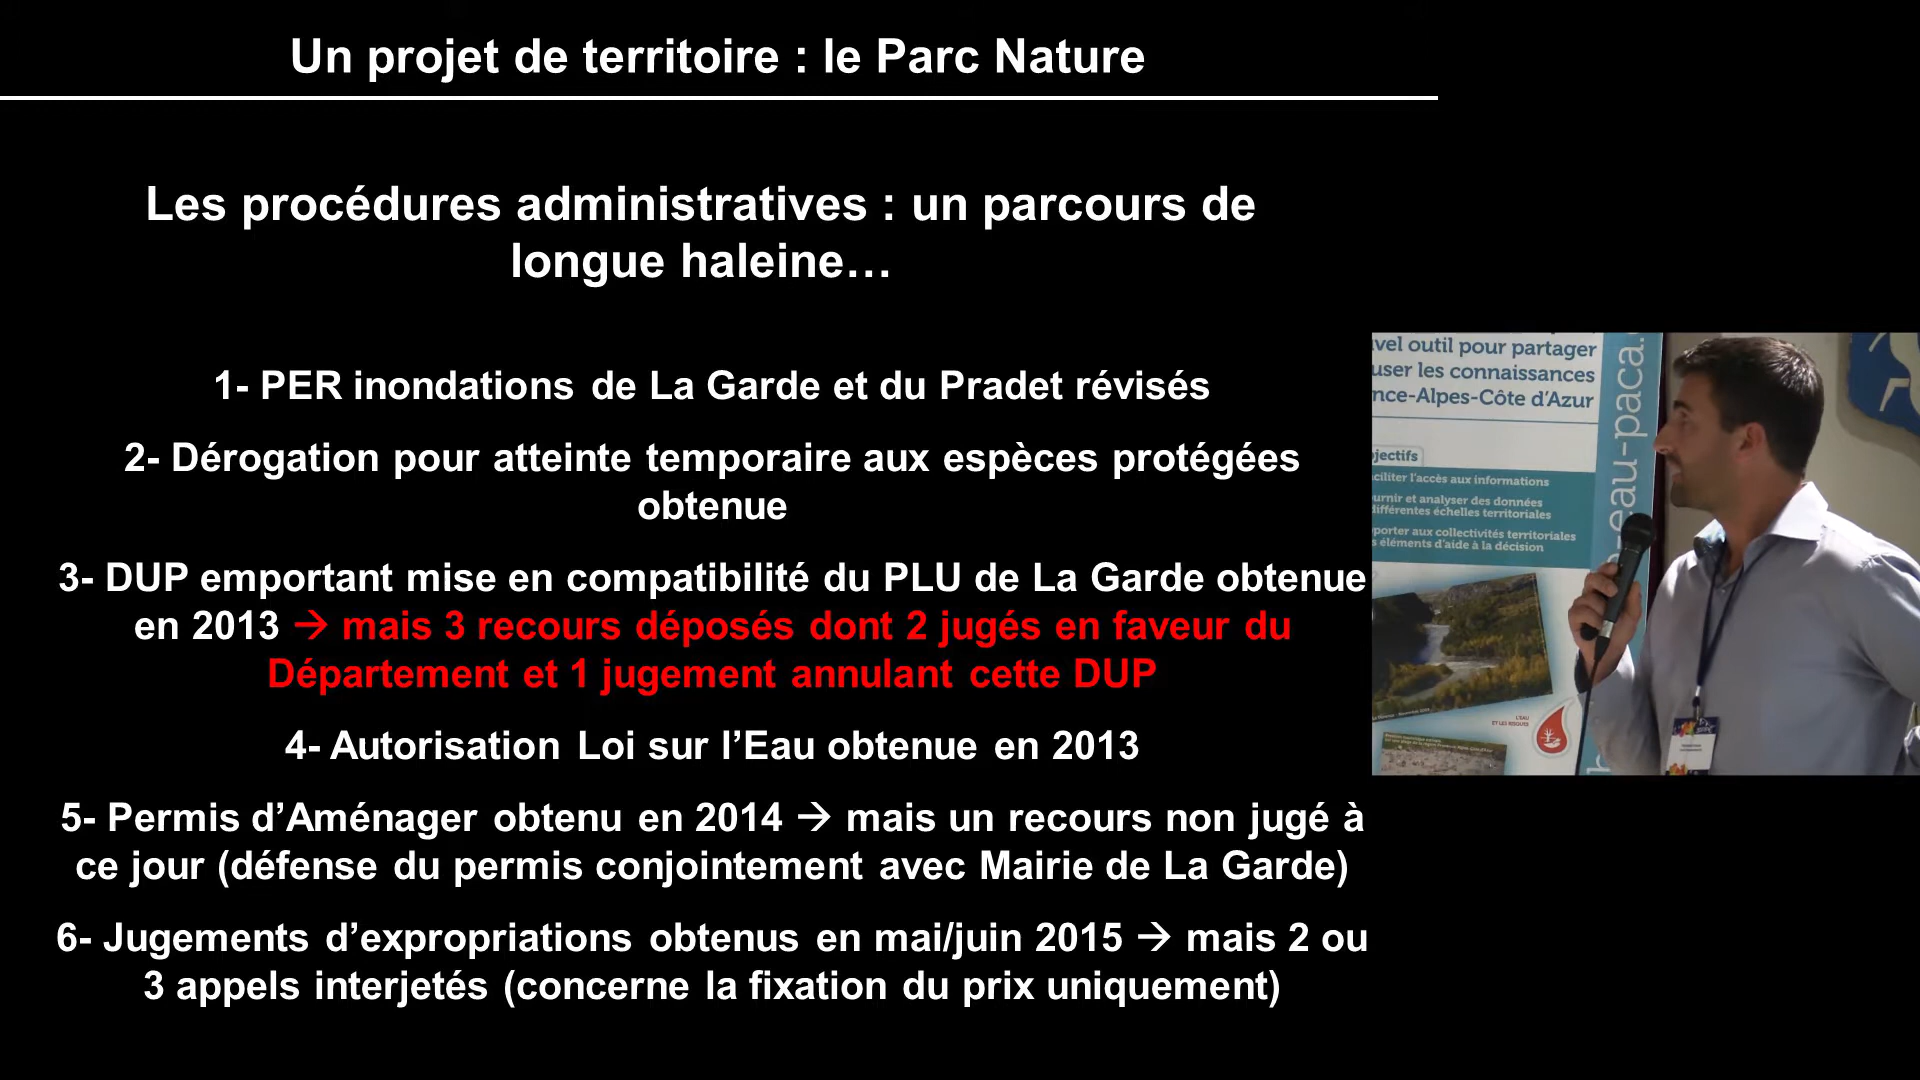 Un projet de territoire : le Parc Nature
Les procédures administratives : un parcours de
longue haleine…
1- PER inondations de La Garde et du Pradet révisés
2- Dérogation pour atteinte temporaire aux espèces protégées
obtenue
3- DUP emportant mise en compatibilité du PLU de La Garde obtenue
en 2013 → mais 3 recours déposés dont 2 jugés en faveur du
Département et 1 jugement annulant cette DUP
4- Autorisation Loi sur l’Eau obtenue en 2013
5- Permis d’Aménager obtenu en 2014 → mais un recours non jugé à
ce jour (défense du permis conjointement avec Mairie de La Garde)
6- Jugements d’expropriations obtenus en mai/juin 2015 → mais 2 ou
3 appels interjetés (concerne la fixation du prix uniquement)
vel outil pour partager
user les connaissances
nce-Alpes-Côte d’Azur
jectifs
ciliter l’accès aux informations
urnir et analyser des données
différentes échelles territoriales
porter aux collectivités territoriales
s éléments d’aide à la décision
eau-paca.
L’EAU
ET LES RISQUES